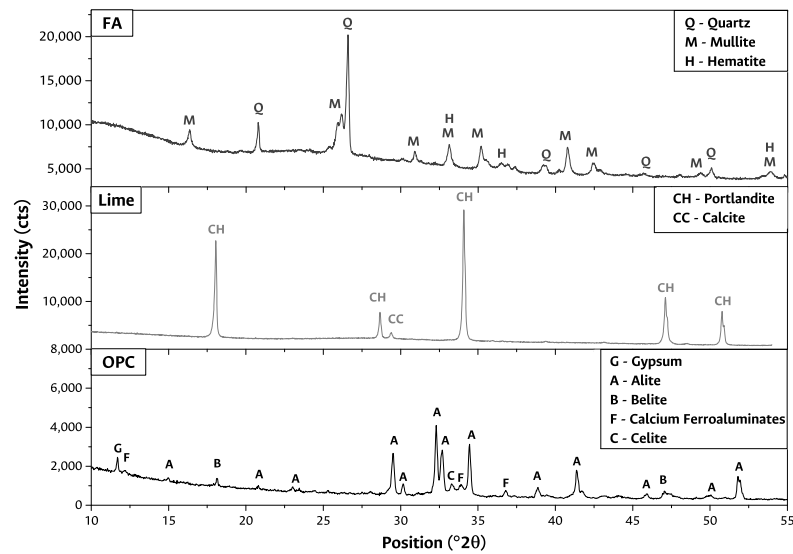 FA
Q - Quartz
M - Mullite
H - Hematite
Q
M
Q
M
M
H
M
M
H
Q
M
M
Q
M
Q
H
M
20,000
15,000
10,000
5,000
Lime
CH - Portlandite
CC - Calcite
CH
CH
CC
CH
CH
CH
30,000
20,000
10,000
Intensity (cts)
OPC
G - Gypsum
A - Alite
B - Belite
F - Calcium Ferroaluminates
C - Celite
G
F
A
B
A
A
A
A
A
A
C
F
A
F
A
A
A
B
A
A
8,000
6,000
4,000
2,000
0
10 15 20 25 30 35 40 45 50 55
Position (°2θ)